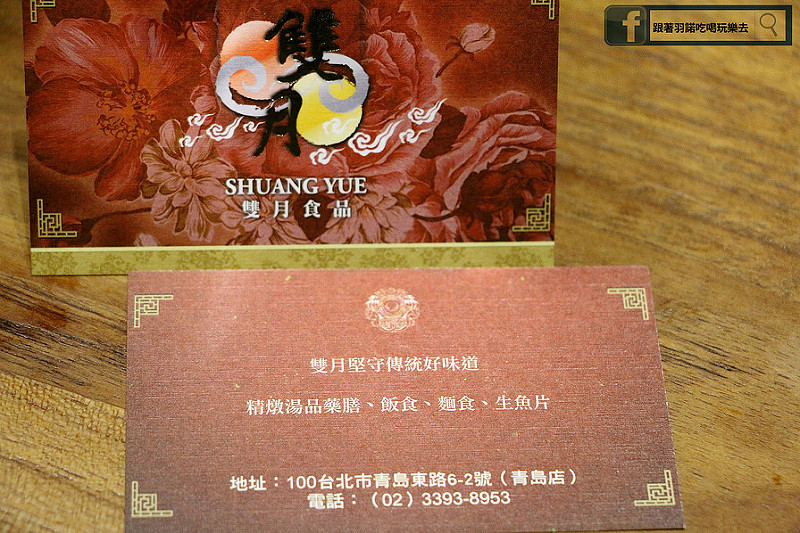 跟著羽諾吃喝玩樂去
雙月
SHUANG YUE
雙月食品
雙月堅守傳統好味道
精燉湯品藥膳、飯食、麵食、生魚片
地址：100台北市青島東路6-2號（青島店）
電話：（02）3393-8953